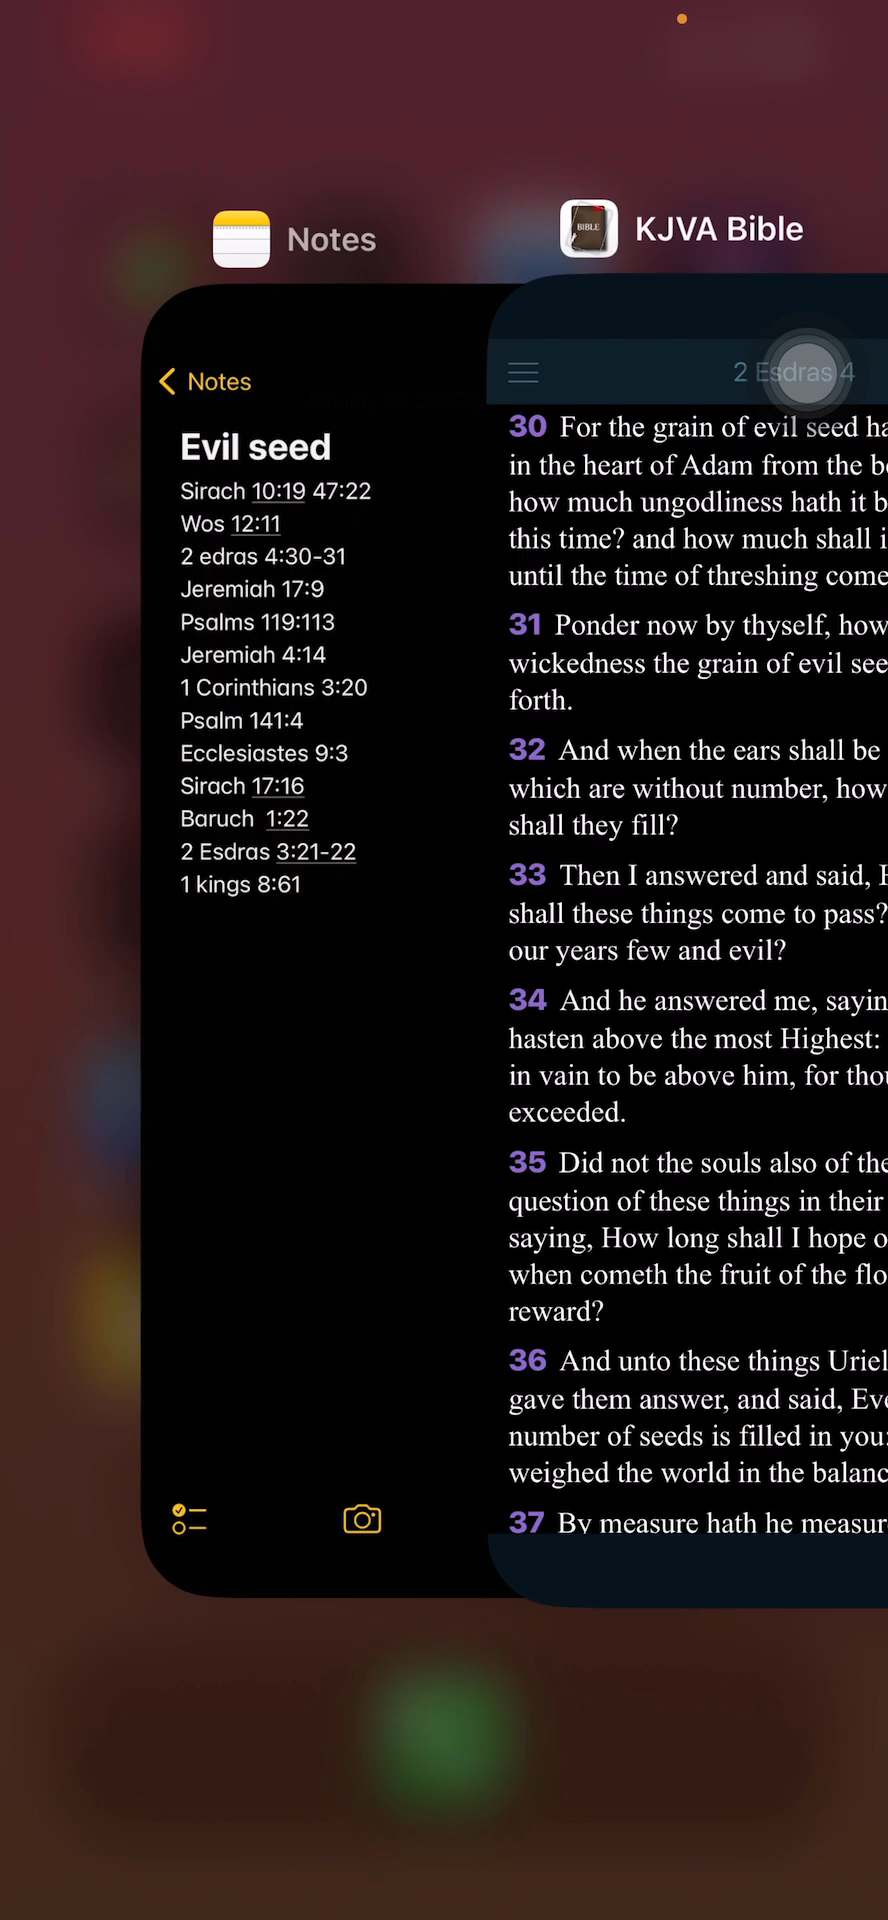 Notes
KJVA Bible
Notes
Evil seed
Sirach 10:19 47:22
Wos 12:11
2 edras 4:30-31
Jeremiah 17:9
Psalms 119:113
Jeremiah 4:14
1 Corinthians 3:20
Psalm 141:4
Ecclesiastes 9:3
Sirach 17:16
Baruch 1:22
2 Esdras 3:21-22
1 kings 8:61
2 Esdras 4
30 For the grain of evil seed ha
in the heart of Adam from the be
how much ungodliness hath it b
this time? and how much shall i
until the time of threshing come
31 Ponder now by thyself, how
wickedness the grain of evil see
forth.
32 And when the ears shall be
which are without number, how
shall they fill?
33 Then I answered and said, H
shall these things come to pass?
our years few and evil?
34 And he answered me, sayin
hasten above the most Highest:
in vain to be above him, for thou
exceeded.
35 Did not the souls also of the
question of these things in their
saying, How long shall I hope o
when cometh the fruit of the flo
reward?
36 And unto these things Uriel
gave them answer, and said, Eve
number of seeds is filled in you:
weighed the world in the balanc
37 By measure hath he measur
BIBLE